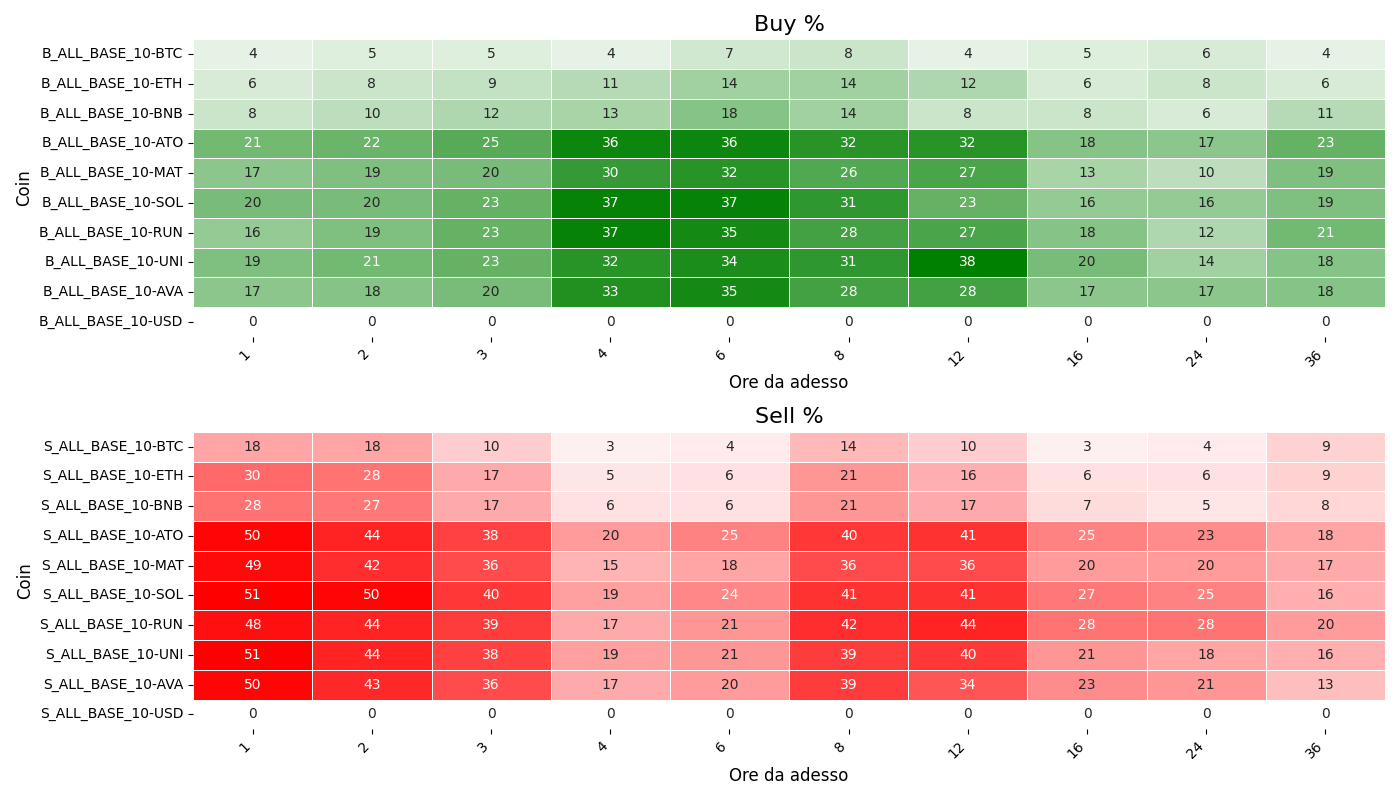 Buy %
Coin
B_ALL_BASE_10-BTC 4 5 5 4 7 8 4 5 6 4
B_ALL_BASE_10-ETH 6 8 9 11 14 14 12 6 8 6
B_ALL_BASE_10-BNB 8 10 12 13 18 14 8 8 6 11
B_ALL_BASE_10-ATO 21 22 25 36 36 32 32 18 17 23
B_ALL_BASE_10-MAT 17 19 20 30 32 26 27 13 10 19
B_ALL_BASE_10-SOL 20 20 23 37 37 31 23 16 16 19
B_ALL_BASE_10-RUN 16 19 23 37 35 28 27 18 12 21
B_ALL_BASE_10-UNI 19 21 23 32 34 31 38 20 14 18
B_ALL_BASE_10-AVA 17 18 20 33 35 28 28 17 17 18
B_ALL_BASE_10-USD 0 0 0 0 0 0 0 0 0 0
1 2 3 4 6 8 12 16 24 36
Ore da adesso
Sell %
Coin
S_ALL_BASE_10-BTC 18 18 10 3 4 14 10 3 4 9
S_ALL_BASE_10-ETH 30 28 17 5 6 21 16 6 6 9
S_ALL_BASE_10-BNB 28 27 17 6 6 21 17 7 5 8
S_ALL_BASE_10-ATO 50 44 38 20 25 40 41 25 23 18
S_ALL_BASE_10-MAT 49 42 36 15 18 36 36 20 20 17
S_ALL_BASE_10-SOL 51 50 40 19 24 41 41 27 25 16
S_ALL_BASE_10-RUN 48 44 39 17 21 42 44 28 28 20
S_ALL_BASE_10-UNI 51 44 38 19 21 39 40 21 18 16
S_ALL_BASE_10-AVA 50 43 36 17 20 39 34 23 21 13
S_ALL_BASE_10-USD 0 0 0 0 0 0 0 0 0 0
1 2 3 4 6 8 12 16 24 36
Ore da adesso